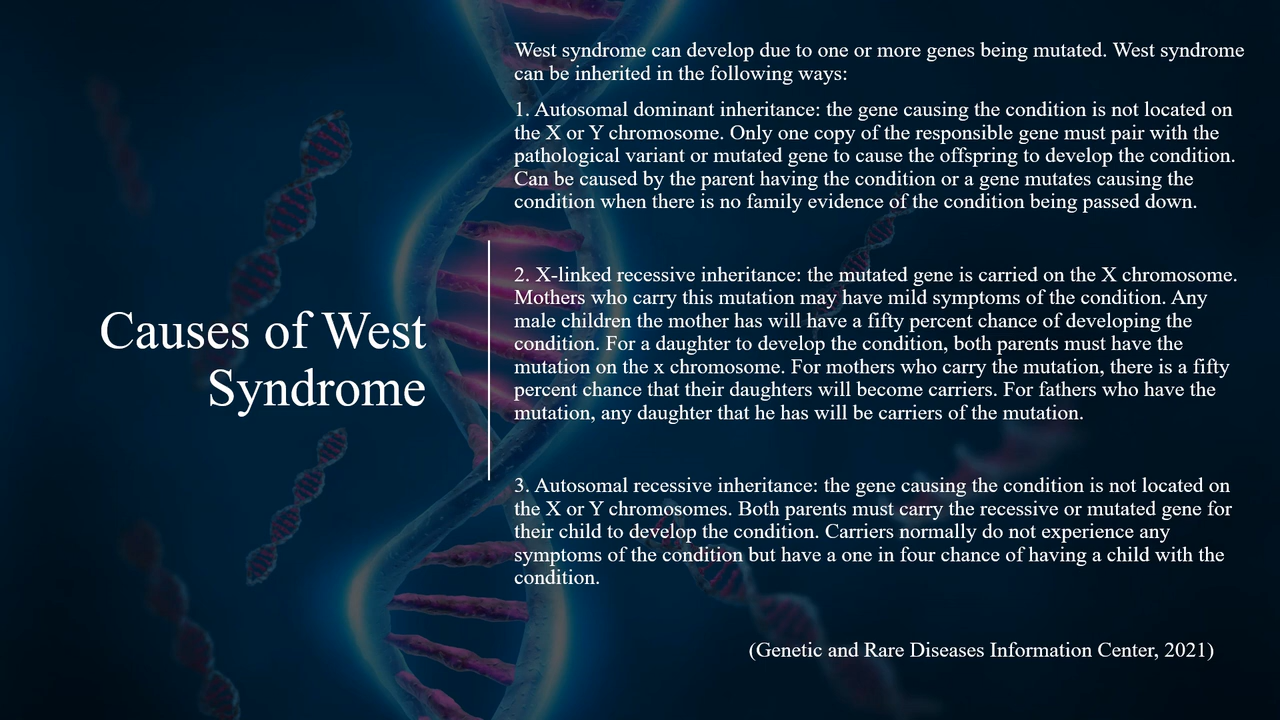 Causes of West
Syndrome
West syndrome can develop due to one or more genes being mutated. West syndrome
can be inherited in the following ways:
1. Autosomal dominant inheritance: the gene causing the condition is not located on
the X or Y chromosome. Only one copy of the responsible gene must pair with the
pathological variant or mutated gene to cause the offspring to develop the condition.
Can be caused by the parent having the condition or a gene mutates causing the
condition when there is no family evidence of the condition being passed down.
2. X-linked recessive inheritance: the mutated gene is carried on the X chromosome.
Mothers who carry this mutation may have mild symptoms of the condition. Any
male children the mother has will have a fifty percent chance of developing the
condition. For a daughter to develop the condition, both parents must have the
mutation on the x chromosome. For mothers who carry the mutation, there is a fifty
percent chance that their daughters will become carriers. For fathers who have the
mutation, any daughter that he has will be carriers of the mutation.
3. Autosomal recessive inheritance: the gene causing the condition is not located on
the X or Y chromosomes. Both parents must carry the recessive or mutated gene for
their child to develop the condition. Carriers normally do not experience any
symptoms of the condition but have a one in four chance of having a child with the
condition.
(Genetic and Rare Diseases Information Center, 2021)